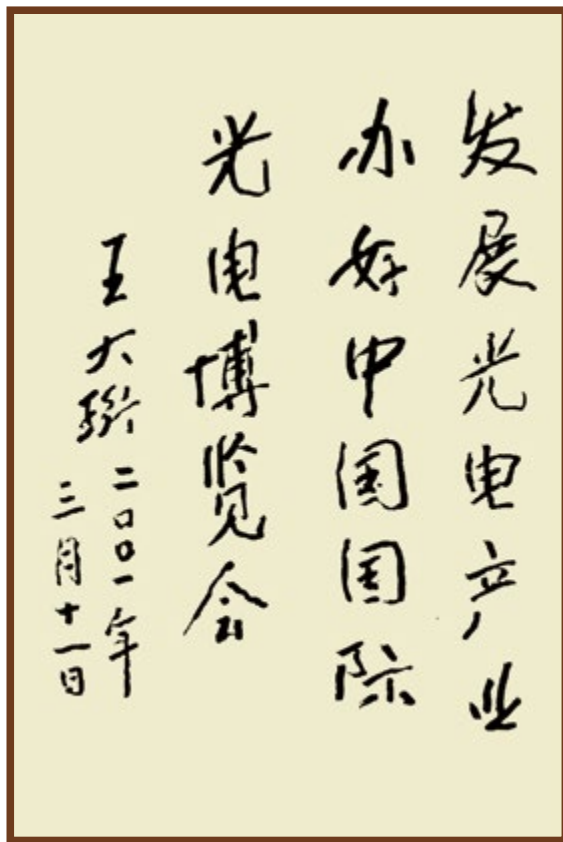 发展光电产业
办好中国国际
光电博览会
王大珩
二〇〇一年
三月十一日